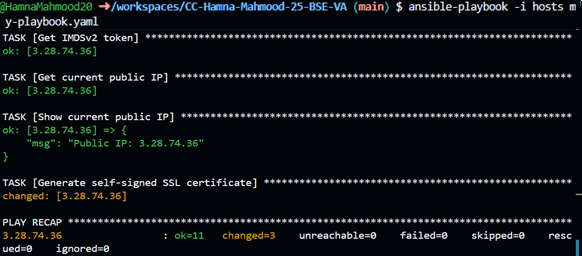 @HamnaMahmood20 ➜/workspaces/CC-Hamna-Mahmood-25-BSE-VA (main) $ ansible-playbook -i hosts m
y-playbook.yaml
TASK [Get IMDSv2 token] *****************************************************************
ok: [3.28.74.36]
TASK [Get current public IP] ************************************************************
ok: [3.28.74.36]
TASK [Show current public IP] ***********************************************************
ok: [3.28.74.36] => {
    "msg": "Public IP: 3.28.74.36"
}
TASK [Generate self-signed SSL certificate] *********************************************
changed: [3.28.74.36]
PLAY RECAP ******************************************************************************
3.28.74.36                 : ok=11   changed=3    unreachable=0    failed=0    skipped=0    resc
ued=0    ignored=0